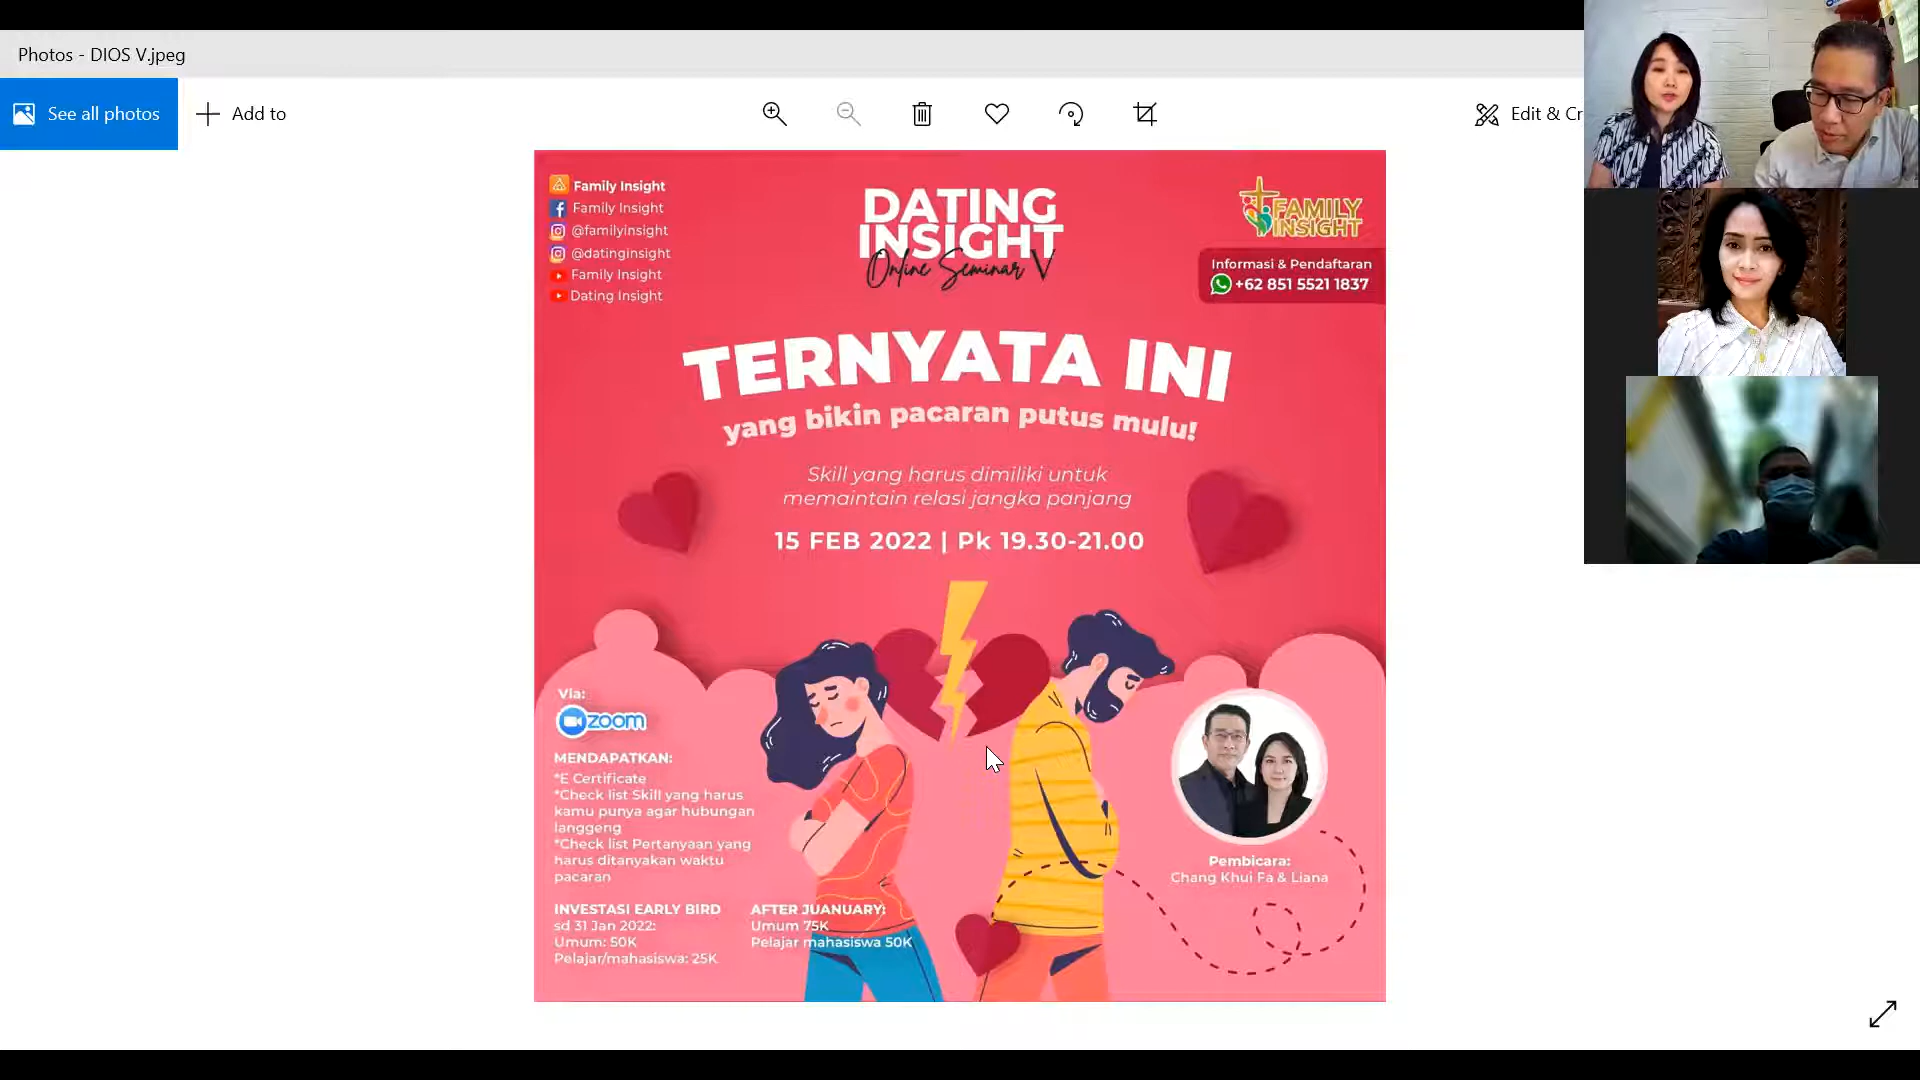 Photos - DIOS V.jpeg
See all photos
Add to
Edit & Cr
Family Insight
Family Insight
@familyinsight
@datinginsight
Family Insight
Dating Insight
DATING
INSIGHT
Online Seminar V
FAMILY
INSIGHT
Informasi & Pendaftaran
+62 851 5521 1837
TERNYATA INI
yang bikin pacaran putus mulu!
Skill yang harus dimiliki untuk
memaintain relasi jangka panjang
15 FEB 2022 | Pk 19.30-21.00
Via:
zoom
MENDAPATKAN:
*E Certificate
*Check list Skill yang harus
kamu punya agar hubungan
langgeng
*Check list Pertanyaan yang
harus ditanyakan waktu
pacaran
INVESTASI EARLY BIRD
sd 31 Jan 2022:
Umum: 50K
Pelajar/mahasiswa: 25K
AFTER JUANUARY:
Umum 75K
Pelajar mahasiswa 50K
Pembicara:
Chang Khui Fa & Liana